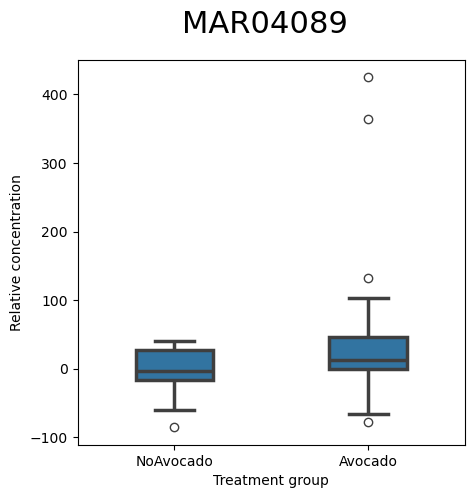 MAR04089
400
300
200
100
0
−100
Relative concentration
NoAvocado
Avocado
Treatment group